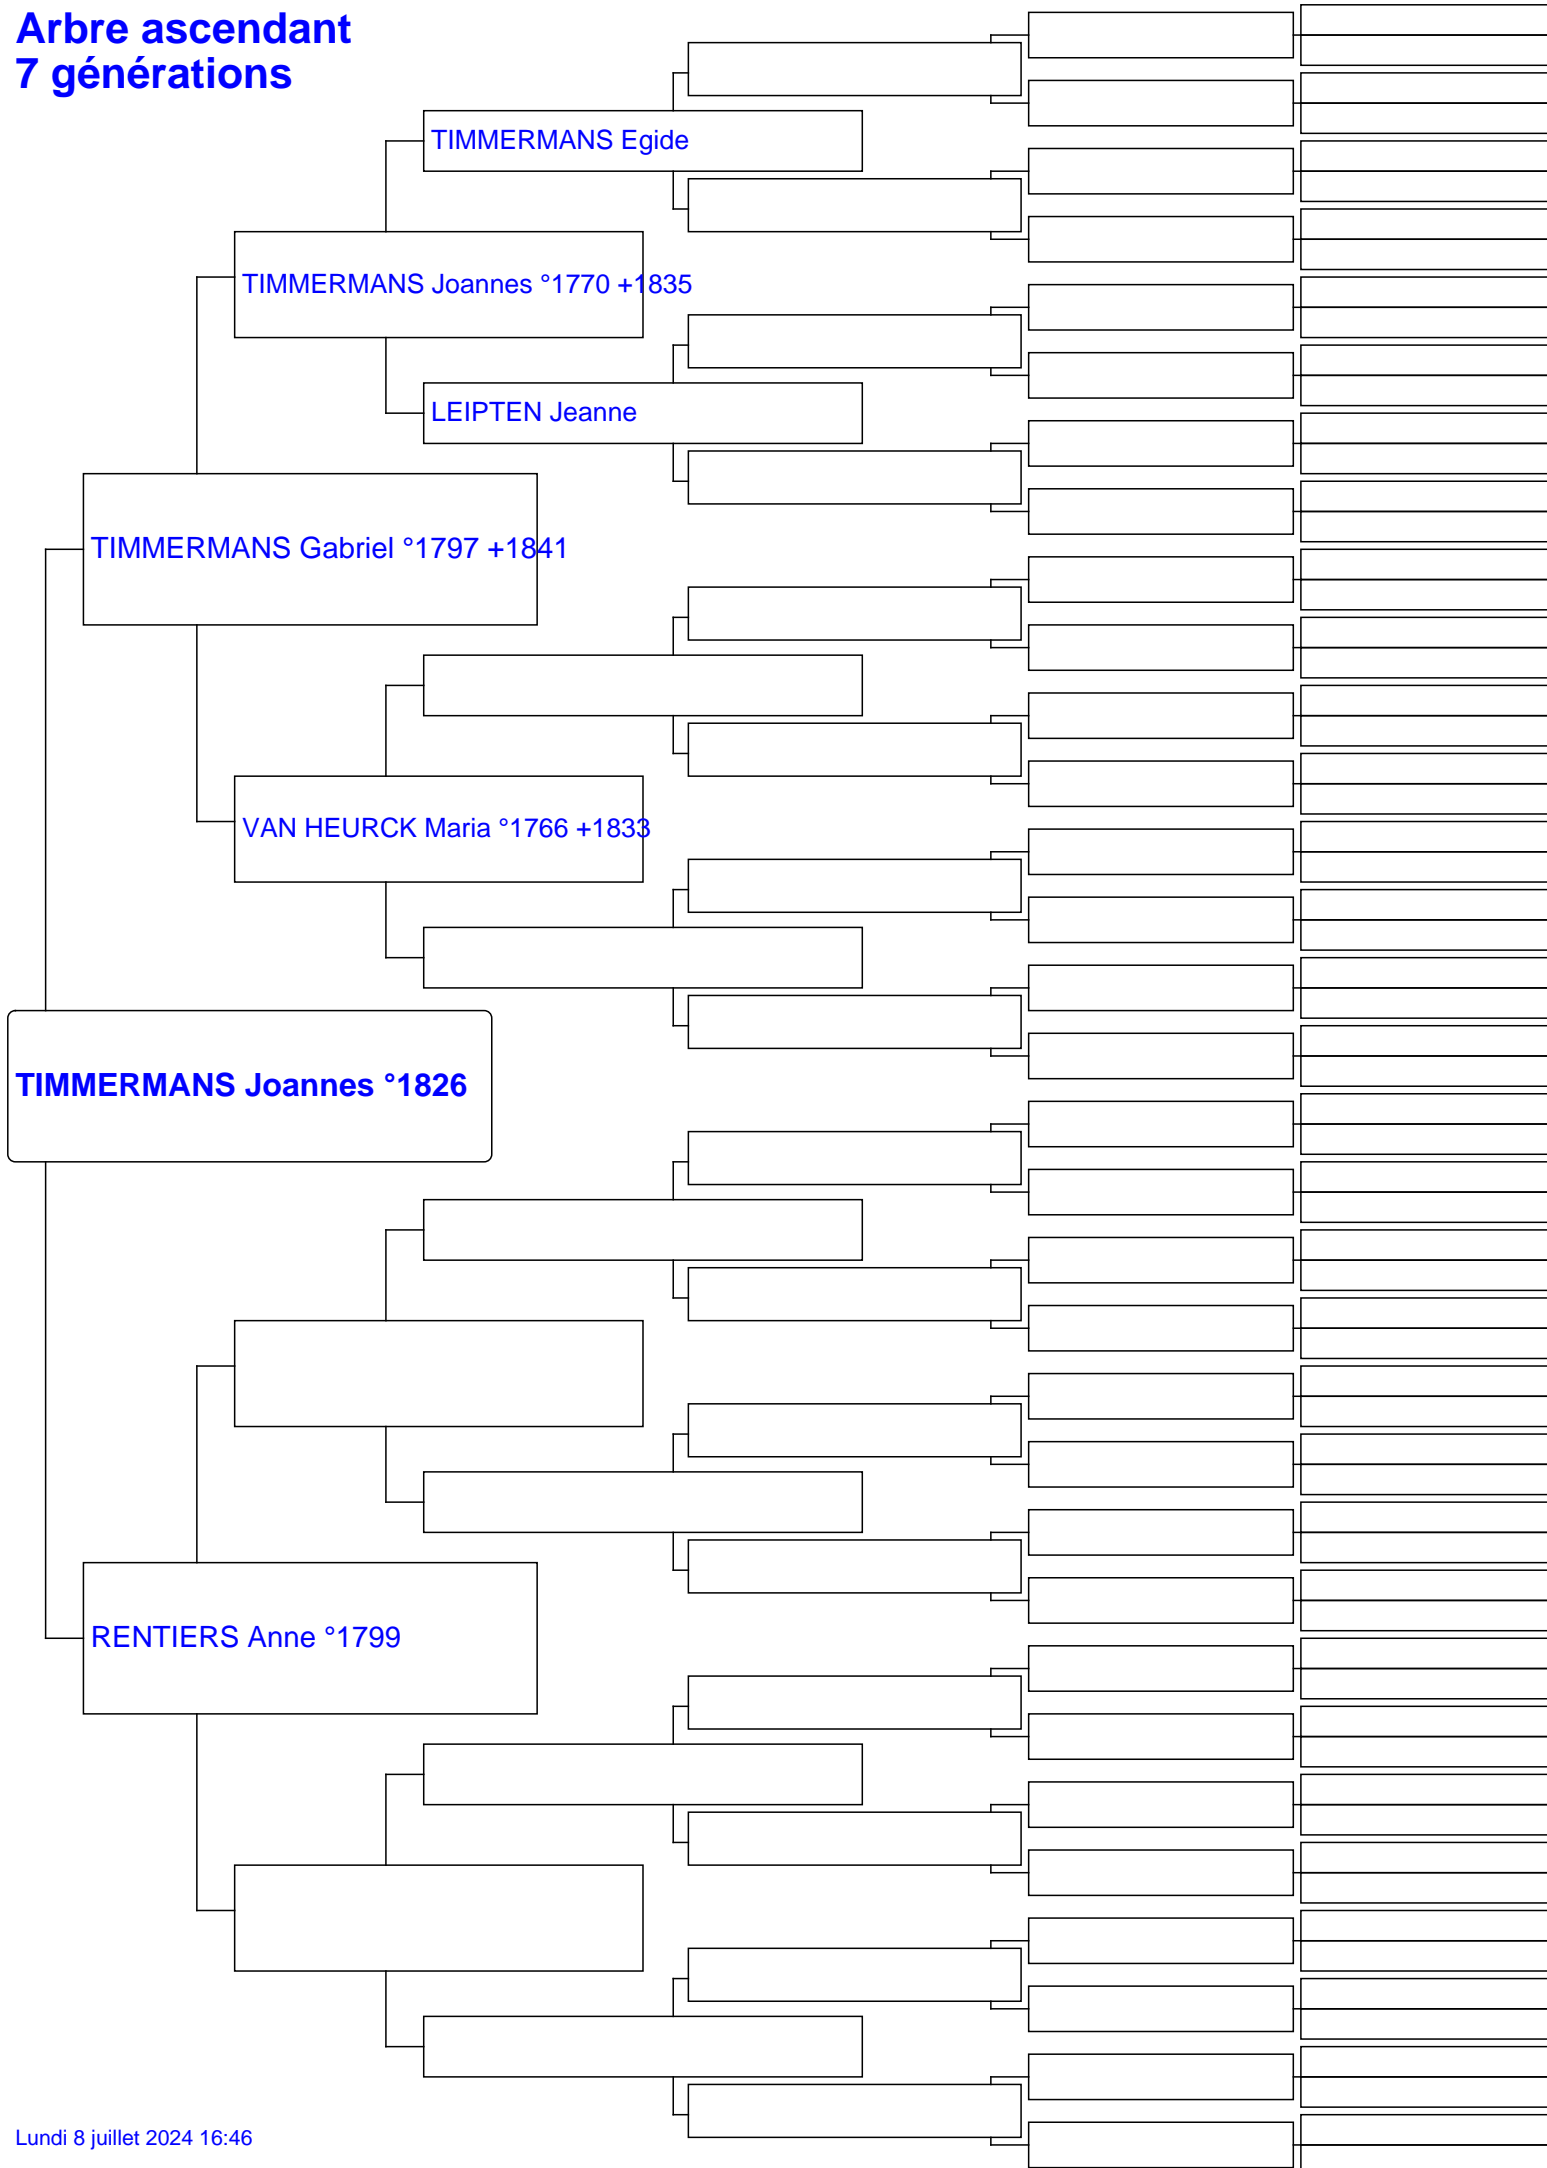 Arbre ascendant
7 générations
TIMMERMANS Egide
TIMMERMANS Joannes °1770 +1835
LEIPTEN Jeanne
TIMMERMANS Gabriel °1797 +1841
VAN HEURCK Maria °1766 +1833
TIMMERMANS Joannes °1826
RENTIERS Anne °1799
Lundi 8 juillet 2024 16:46